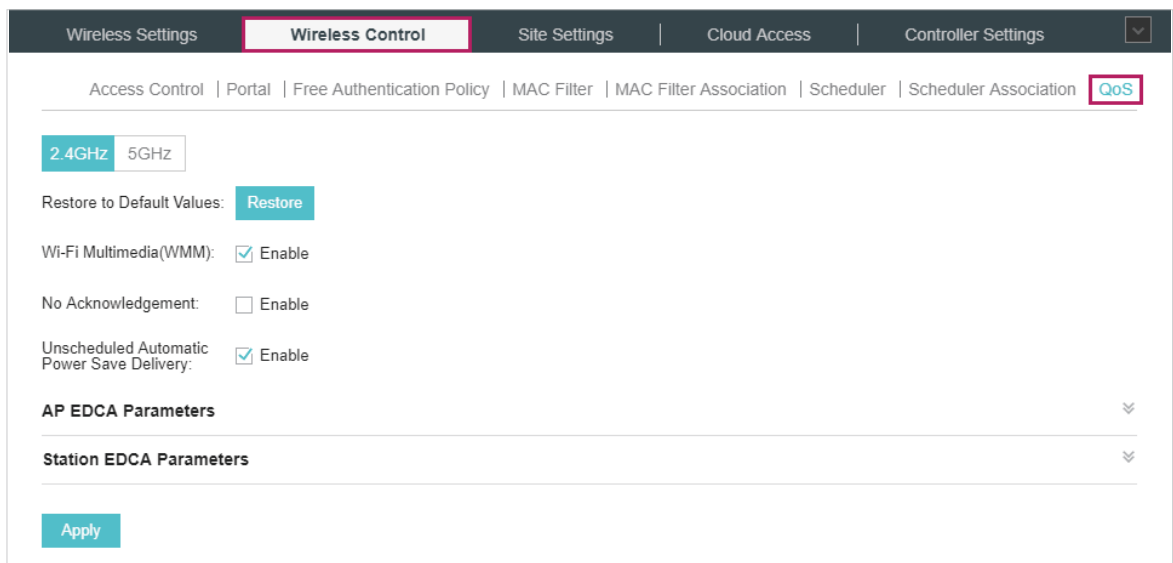 Wireless Settings Wireless Control Site Settings | Cloud Access | Controller Settings
Access Control | Portal | Free Authentication Policy | MAC Filter | MAC Filter Association | Scheduler | Scheduler Association QoS
2.4GHz 5GHz
Restore to Default Values: Restore
Wi-Fi Multimedia(WMM): Enable
No Acknowledgement: Enable
Unscheduled Automatic
Power Save Delivery: Enable
AP EDCA Parameters
Station EDCA Parameters
Apply